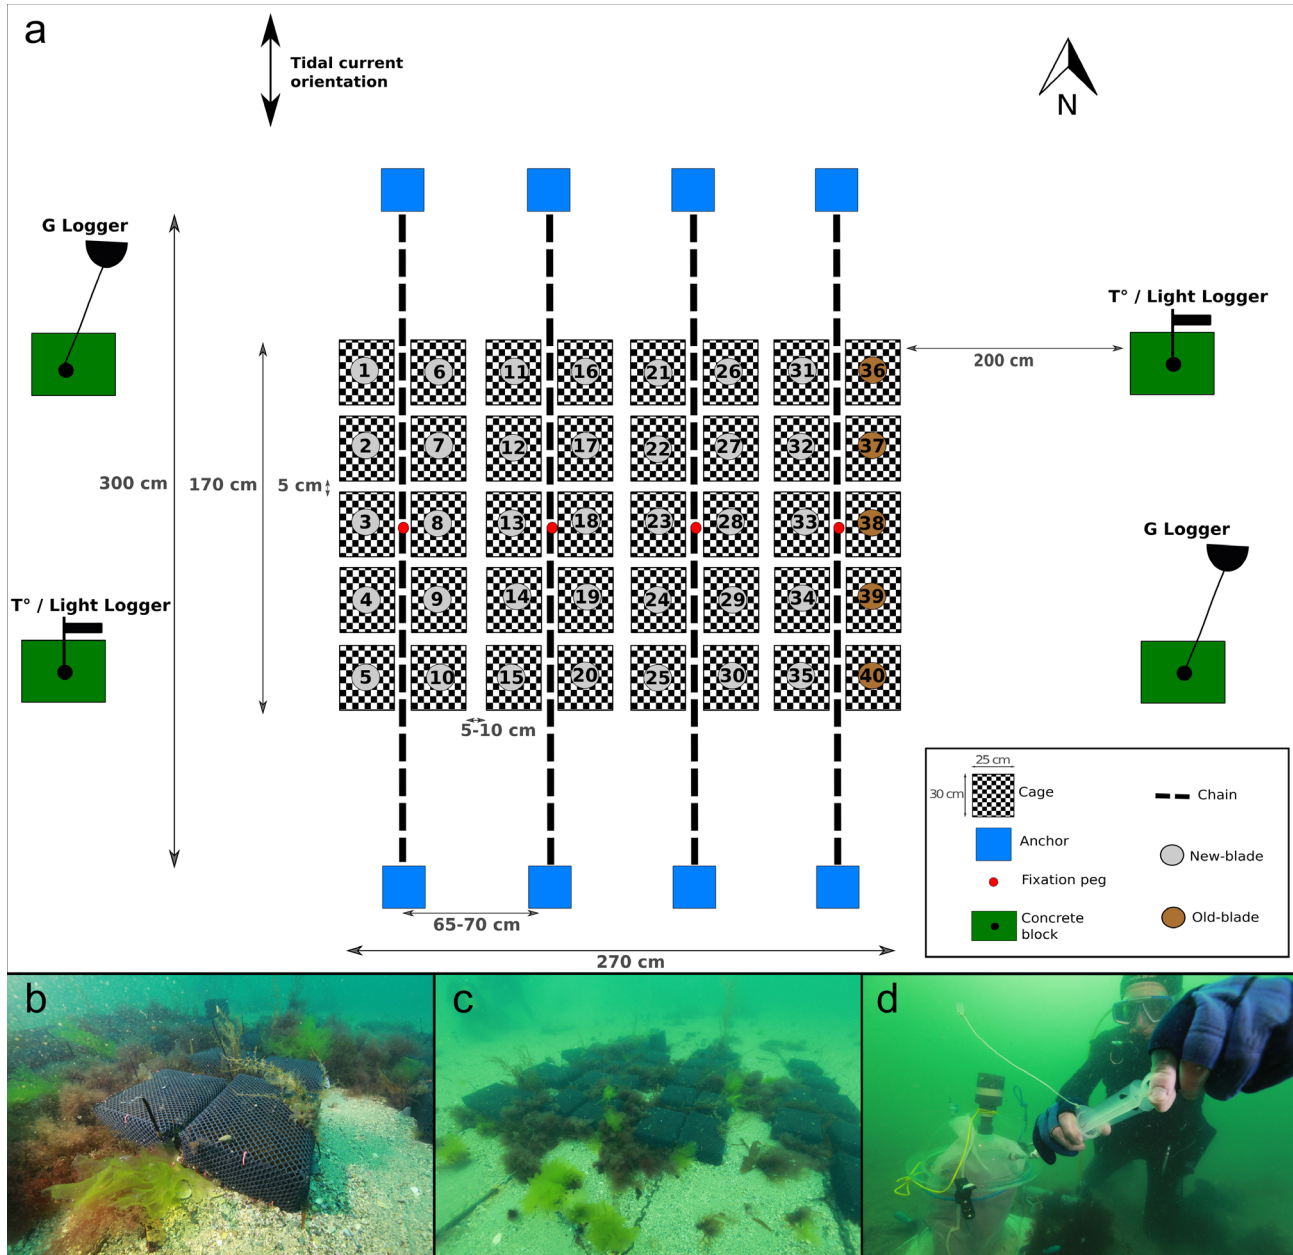 a
Tidal current
orientation
N
G Logger
T° / Light Logger
200 cm
1 6 11 16 21 26 31 36
2 7 12 17 22 27 32 37
300 cm 170 cm 5 cm
3 8 13 18 23 28 33 38
G Logger
4 9 14 19 24 29 34 39
T° / Light Logger
5 10 15 20 25 30 35 40
5-10 cm
65-70 cm
270 cm
25 cm
30 cm
Cage
Chain
Anchor
New-blade
Fixation peg
Concrete
block
Old-blade
b
c
d